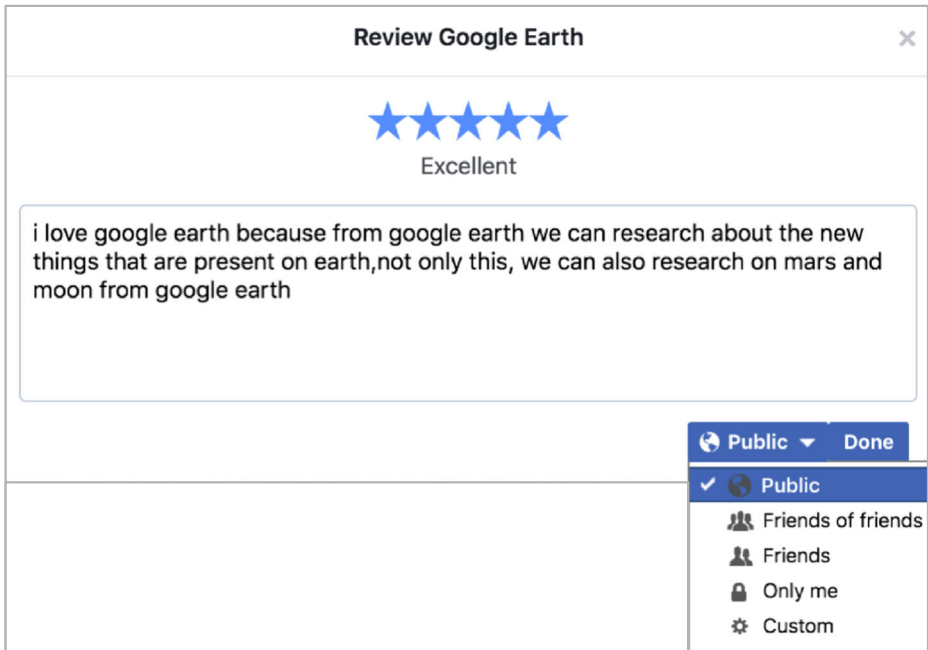 Review Google Earth
Excellent
i love google earth because from google earth we can research about the new
things that are present on earth,not only this, we can also research on mars and
moon from google earth
Public Done
Public
Friends of friends
Friends
Only me
Custom